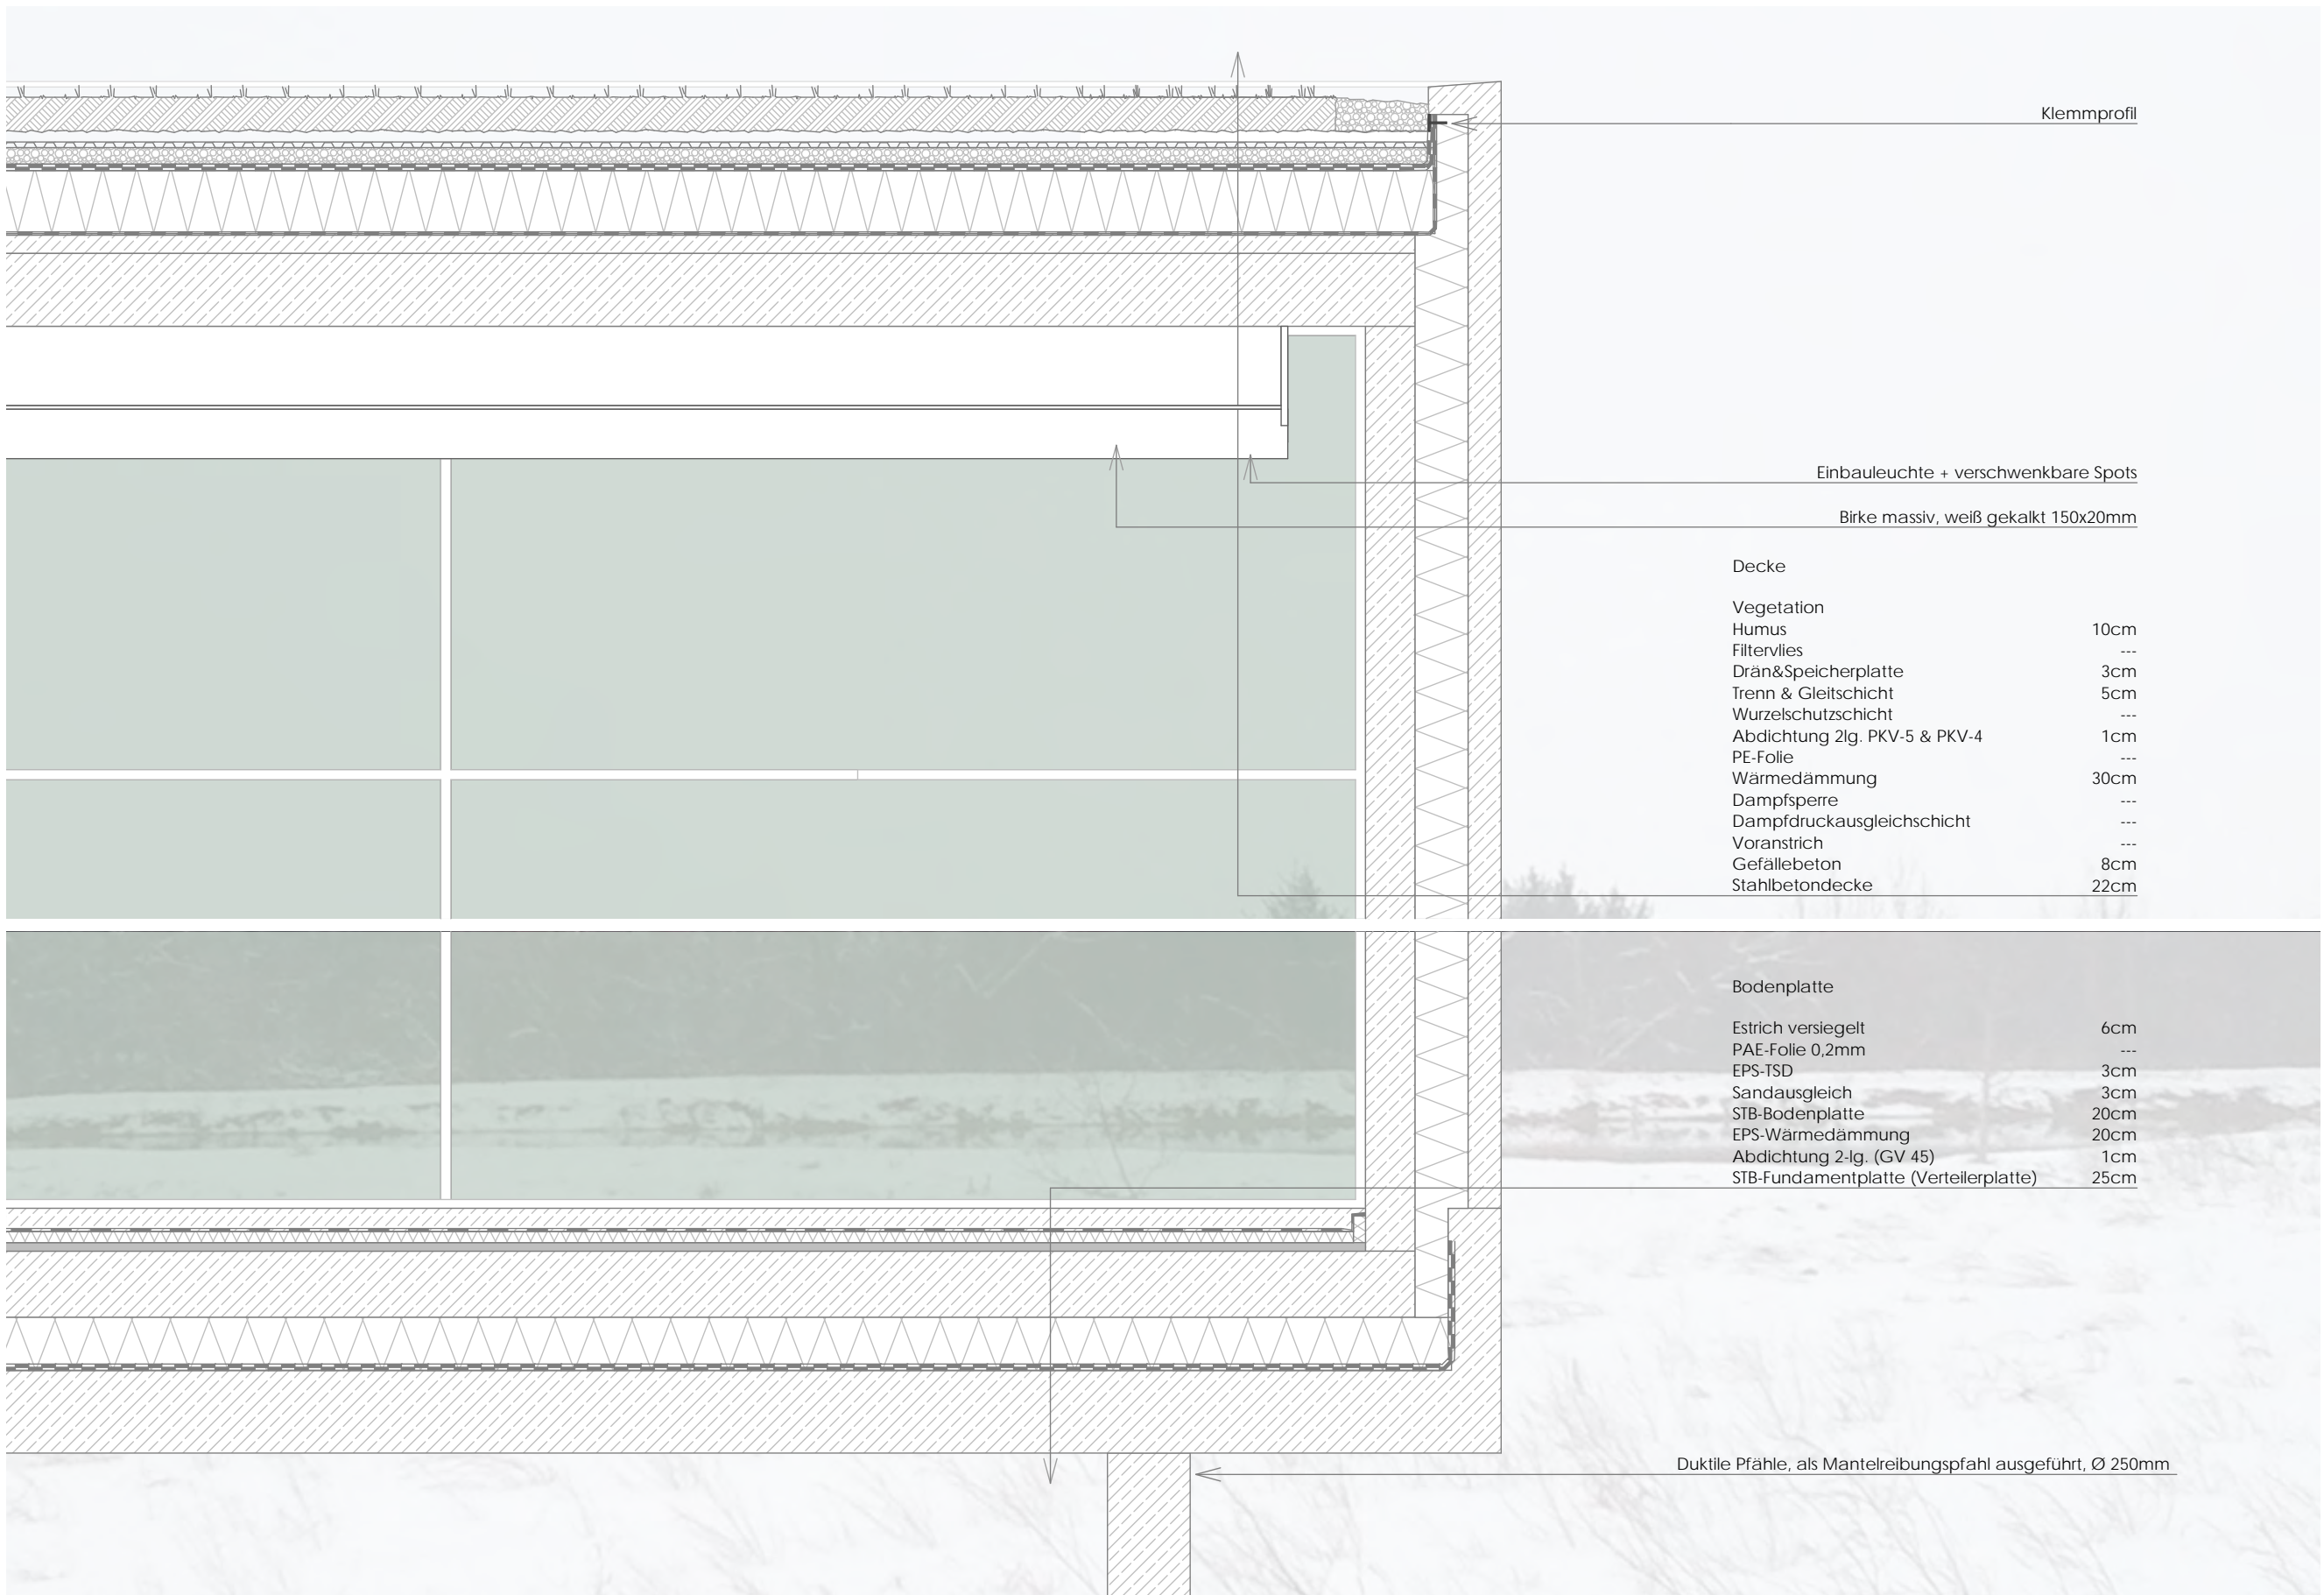 Klemmprofil
Einbauleuchte + verschwenkbare Spots
Birke massiv, weiß gekalkt 150x20mm
Decke
Vegetation
Humus 10cm
Filtervlies ---
Drän&Speicherplatte 3cm
Trenn & Gleitschicht 5cm
Wurzelschutzschicht ---
Abdichtung 2lg. PKV-5 & PKV-4 1cm
PE-Folie ---
Wärmedämmung 30cm
Dampfsperre ---
Dampfdruckausgleichschicht ---
Voranstrich ---
Gefällebeton 8cm
Stahlbetondecke 22cm
Bodenplatte
Estrich versiegelt 6cm
PAE-Folie 0,2mm ---
EPS-TSD 3cm
Sandausgleich 3cm
STB-Bodenplatte 20cm
EPS-Wärmedämmung 20cm
Abdichtung 2-lg. (GV 45) 1cm
STB-Fundamentplatte (Verteilerplatte) 25cm
Duktile Pfähle, als Mantelreibungspfahl ausgeführt, Ø 250mm